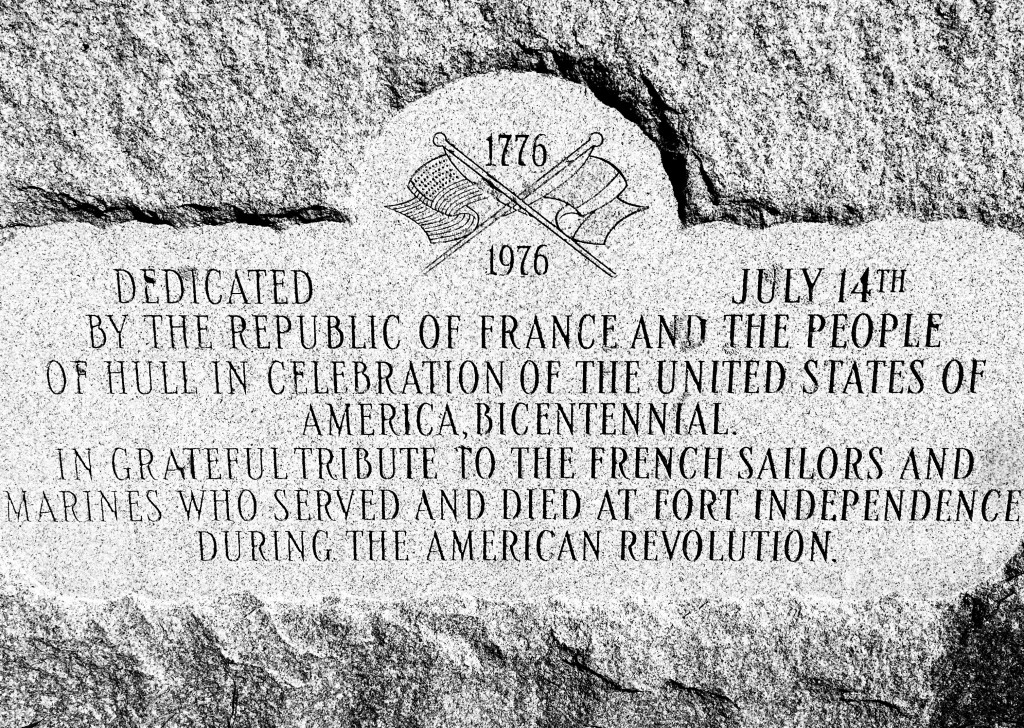 1776
1976
DEDICATED JULY 14TH
BY THE REPUBLIC OF FRANCE AND THE PEOPLE
OF HULL IN CELEBRATION OF THE UNITED STATES OF
AMERICA, BICENTENNIAL.
IN GRATEFUL TRIBUTE TO THE FRENCH SAILORS AND
MARINES WHO SERVED AND DIED AT FORT INDEPENDENCE
DURING THE AMERICAN REVOLUTION.